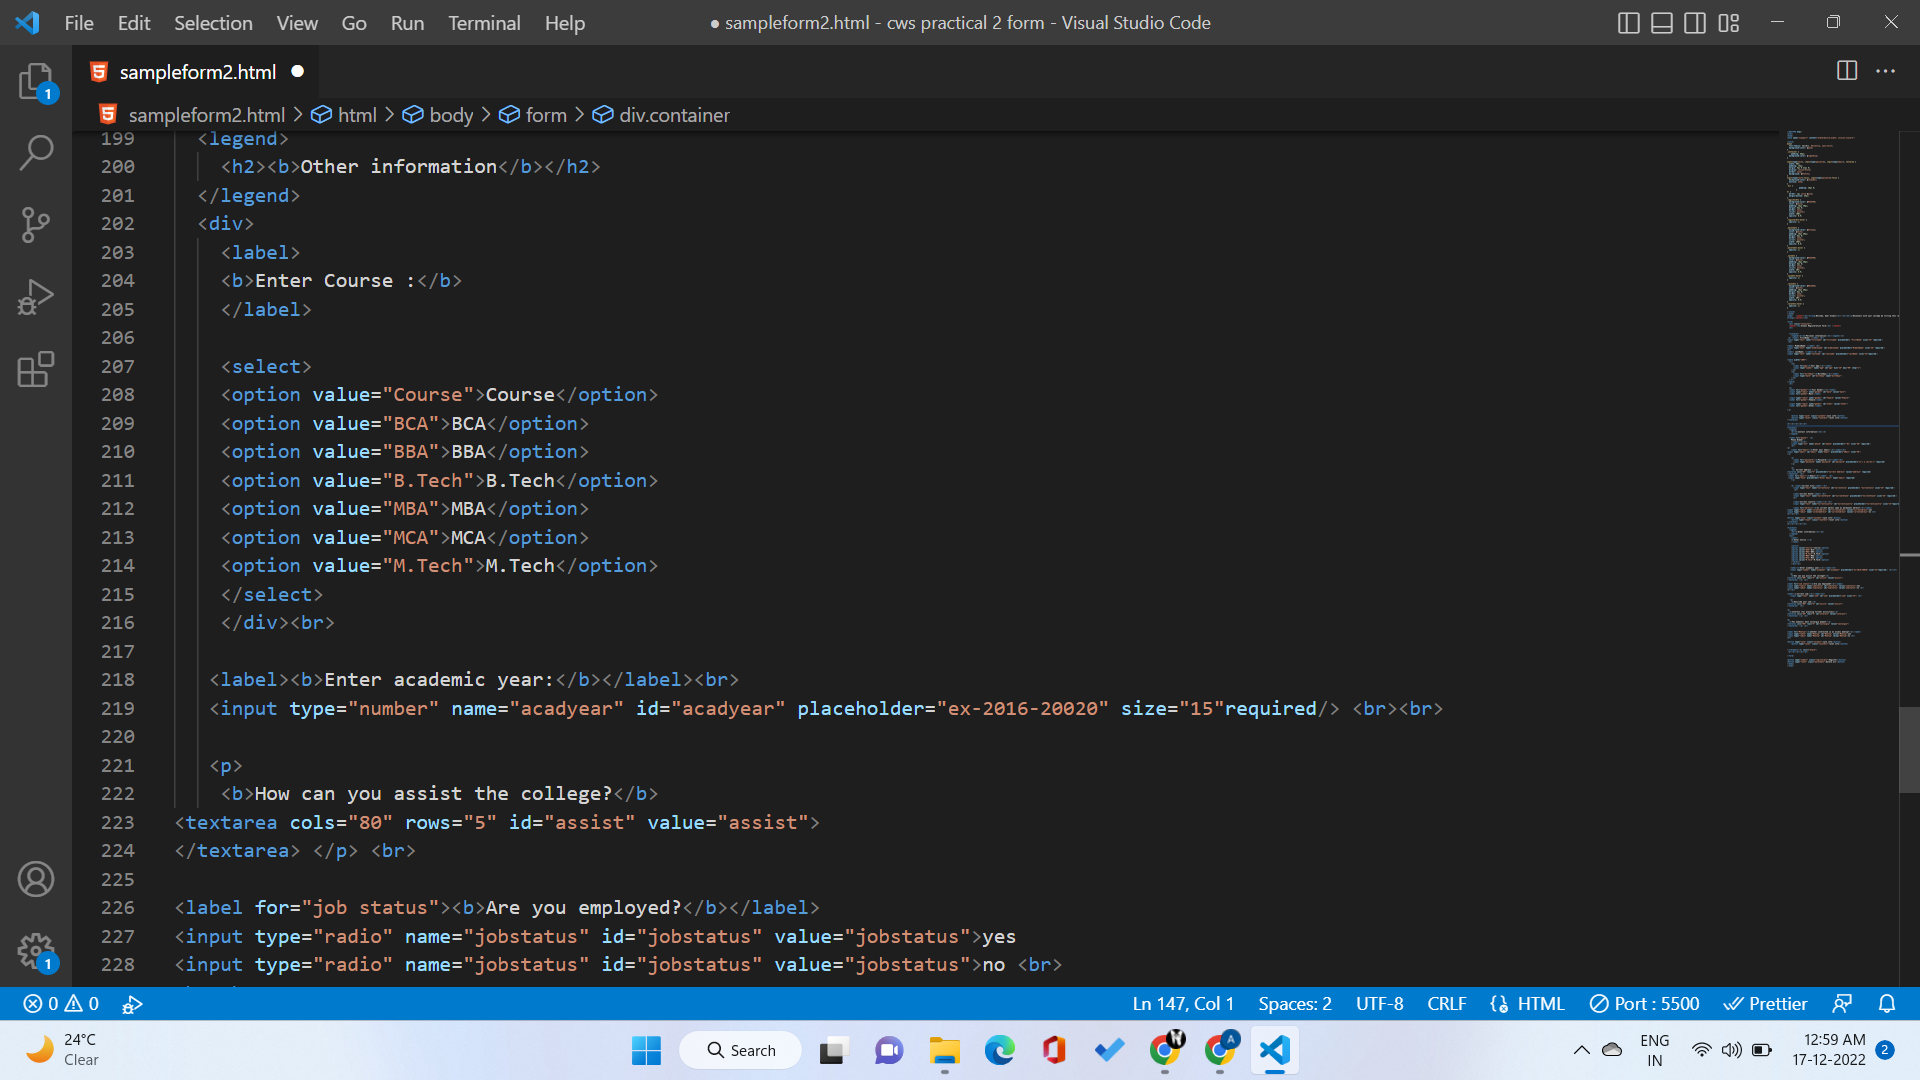 File Edit Selection View Go Run Terminal Help
● sampleform2.html - cws practical 2 form - Visual Studio Code
sampleform2.html ●
1
sampleform2.html > html > body > form > div.container
199 <legend>
200 <h2><b>Other information</b></h2>
201 </legend>
202 <div>
203 <label>
204 <b>Enter Course :</b>
205 </label>
206
207 <select>
208 <option value="Course">Course</option>
209 <option value="BCA">BCA</option>
210 <option value="BBA">BBA</option>
211 <option value="B.Tech">B.Tech</option>
212 <option value="MBA">MBA</option>
213 <option value="MCA">MCA</option>
214 <option value="M.Tech">M.Tech</option>
215 </select>
216 </div><br>
217
218 <label><b>Enter academic year:</b></label><br>
219 <input type="number" name="acadyear" id="acadyear" placeholder="ex-2016-20020" size="15"required/> <br><br>
220
221 <p>
222 <b>How can you assist the college?</b>
223 <textarea cols="80" rows="5" id="assist" value="assist">
224 </textarea> </p> <br>
225
226 <label for="job status"><b>Are you employed?</b></label>
227 <input type="radio" name="jobstatus" id="jobstatus" value="jobstatus">yes
228 <input type="radio" name="jobstatus" id="jobstatus" value="jobstatus">no <br>
1
0 0
Ln 147, Col 1 Spaces: 2 UTF-8 CRLF HTML Port : 5500 Prettier
24°C
Clear
Search
W
A
ENG
IN
12:59 AM
17-12-2022
2